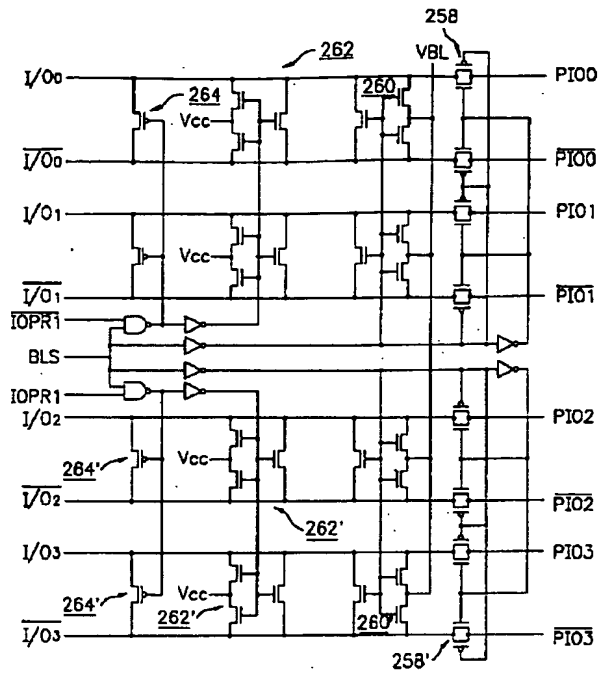 258
262
VBL
I/O0
PIO0
264
260
Vcc
I/O0
PIO0
I/O1
PIO1
Vcc
I/O1
PIO1
IOPR1
BLS
IOPR1
I/O2
PIO2
Vcc
264'
I/O2
PIO2
262'
I/O3
PIO3
264'
Vcc
262'
260'
I/O3
PIO3
258'